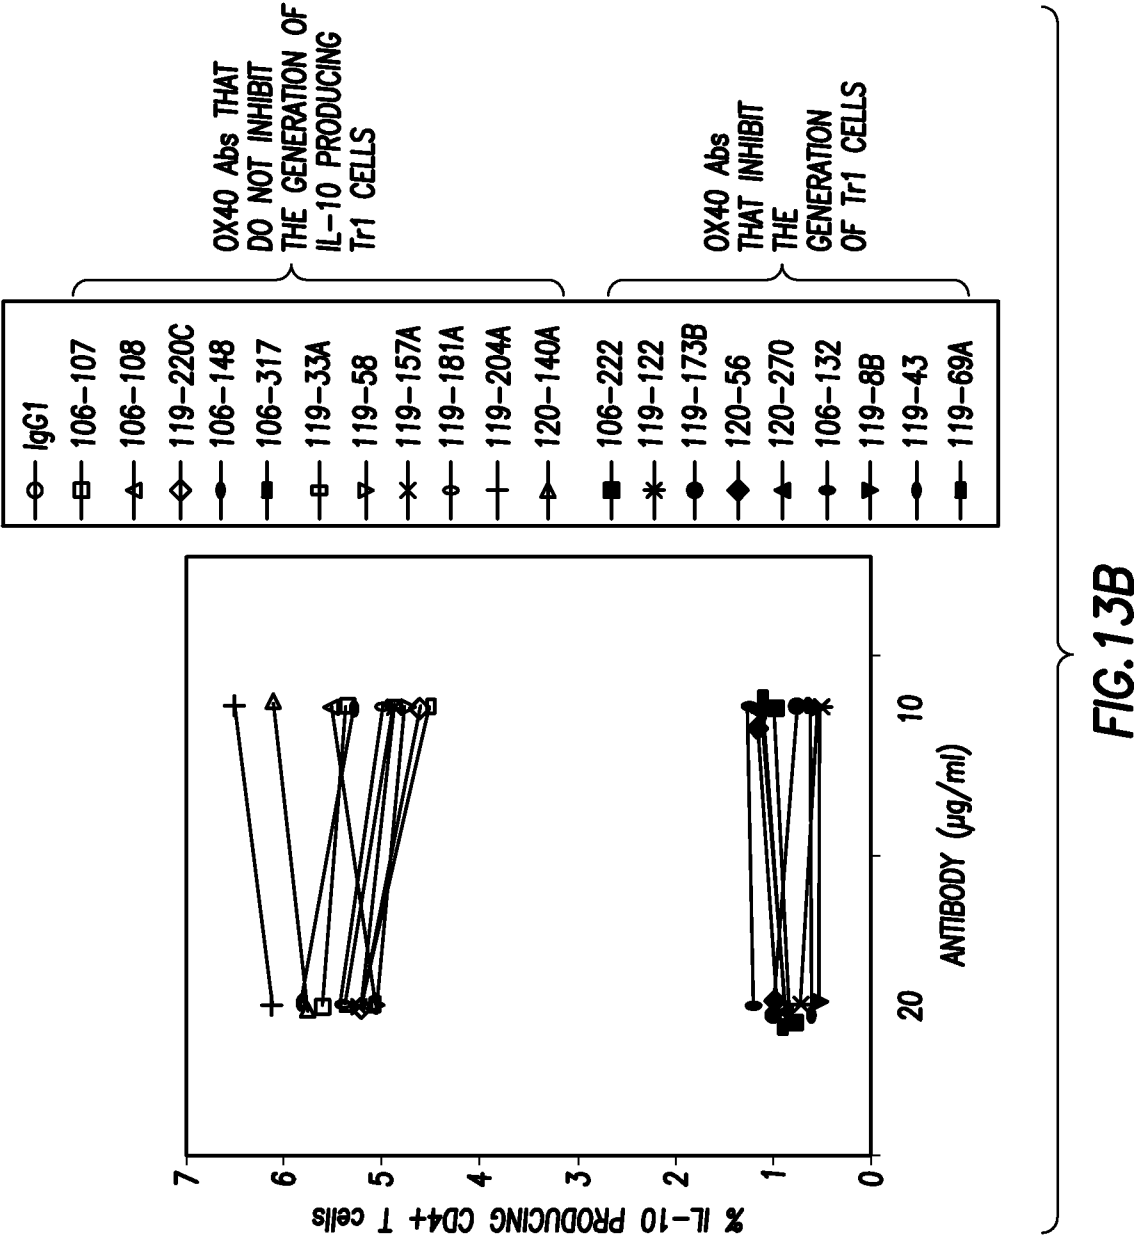 % IL-10 PRODUCING CD4+ T cells
7
6
5
4
3
2
1
0
20
10
ANTIBODY (µg/ml)
IgG1
106-107
106-108
119-220C
106-148
106-317
119-33A
119-58
119-157A
119-181A
119-204A
120-140A
106-222
119-122
119-173B
120-56
120-270
106-132
119-8B
119-43
119-69A
OX40 Abs THAT
DO NOT INHIBIT
THE GENERATION OF
IL-10 PRODUCING
Tr1 CELLS
OX40 Abs
THAT INHIBIT
THE
GENERATION
OF Tr1 CELLS
FIG.13B